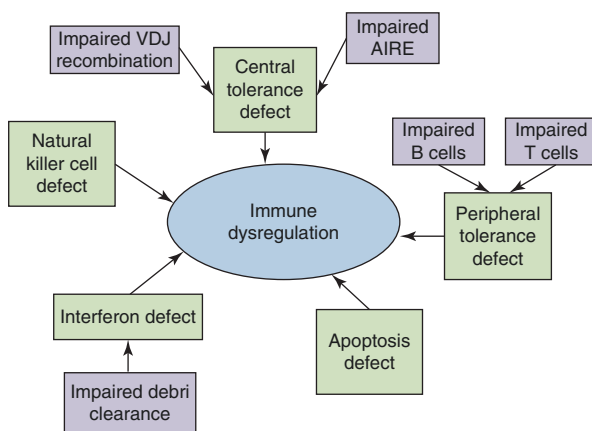 Impaired VDJ
recombination
Impaired
AIRE
Central
tolerance
defect
Natural
killer cell
defect
Impaired
B cells
Impaired
T cells
Immune
dysregulation
Peripheral
tolerance
defect
Interferon defect
Apoptosis
defect
Impaired debri
clearance